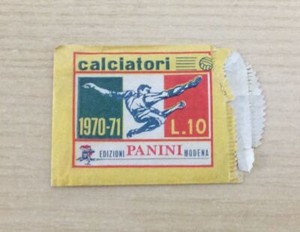 calciatori
1970-71 L.10
EDIZIONI PANINI MODENA